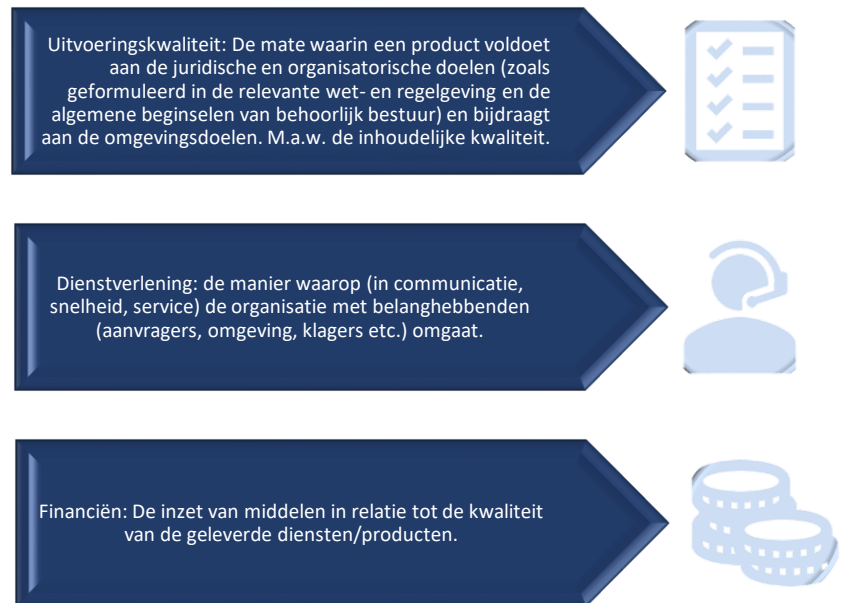 Uitvoeringskwaliteit: De mate waarin een product voldoet
aan de juridische en organisatorische doelen (zoals
geformuleerd in de relevante wet- en regelgeving en de
algemene beginselen van behoorlijk bestuur) en bijdraagt
aan de omgevingsdoelen. M.a.w. de inhoudelijke kwaliteit.
Dienstverlening: de manier waarop (in communicatie,
snelheid, service) de organisatie met belanghebbenden
(aanvragers, omgeving, klagers etc.) omgaat.
Financiën: De inzet van middelen in relatie tot de kwaliteit
van de geleverde diensten/producten.